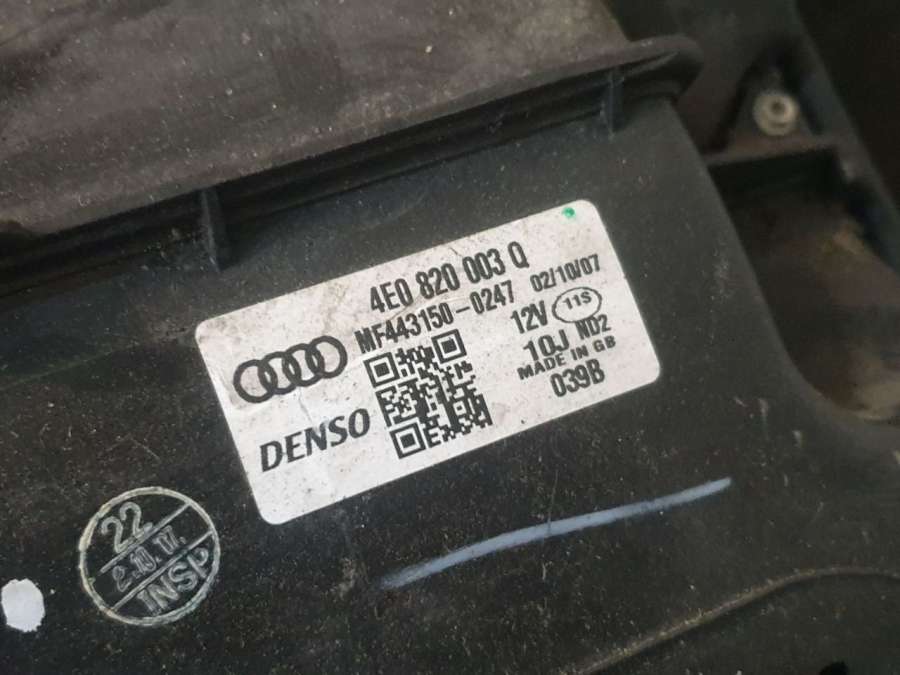 4E0 820 003 Q
MF443150-0247 02/10/07
12V 11S
10J ND2
MADE IN GB
039B
DENSO
22
2.10.17.
INSP